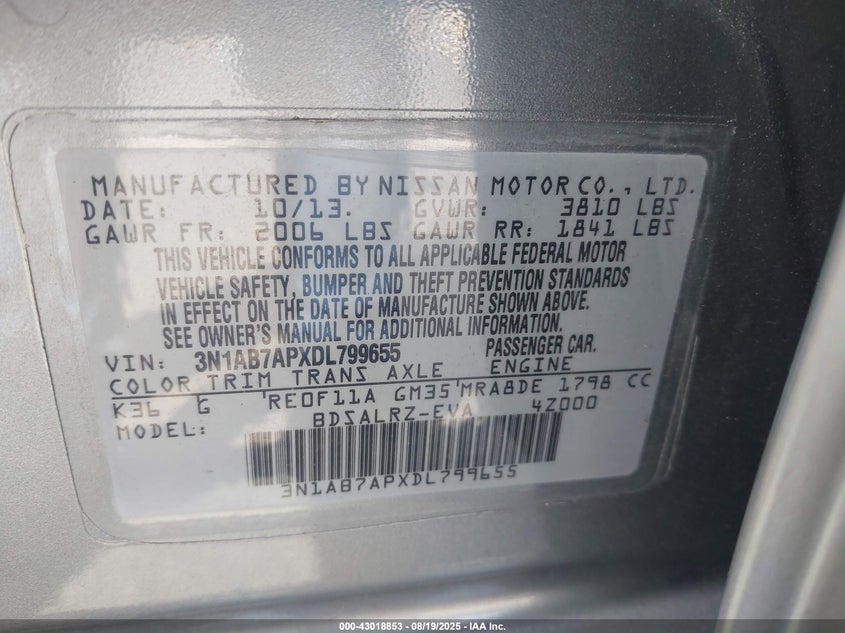 MANUFACTURED BY NISSAN MOTOR CO., LTD.
DATE: 10/13. GVWR: 3810 LBS
GAWR FR: 2006 LBS GAWR RR: 1841 LBS
THIS VEHICLE CONFORMS TO ALL APPLICABLE FEDERAL MOTOR
VEHICLE SAFETY, BUMPER AND THEFT PREVENTION STANDARDS
IN EFFECT ON THE DATE OF MANUFACTURE SHOWN ABOVE.
SEE OWNER'S MANUAL FOR ADDITIONAL INFORMATION.
VIN: 3N1AB7APXDL799655 PASSENGER CAR.
COLOR TRIM TRANS AXLE ENGINE
K36 G RE0F11A GM35 MRA8DE 1798 CC
MODEL: BDSALRZ-EVA 4Z000
3N1AB7APXDL799655
000-43018853 - 08/19/2025 - IAA Inc.